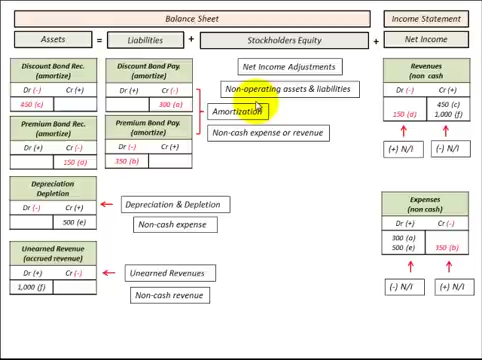 Balance Sheet
Income Statement
Assets = Liabilities + Stockholders Equity + Net Income
Discount Bond Rec.
(amortize)
Dr (-) Cr (+)
450 (c)
Discount Bond Pay.
(amortize)
Dr (-) Cr (+)
300 (a)
Net Income Adjustments
Non-operating assets & liabilities
Amortization
Non-cash expense or revenue
Revenues
(non cash)
Dr (-) Cr (+)
450 (c)
150 (d) 1,000 (f)
(+) N/I (-) N/I
Premium Bond Rec.
(amortize)
Dr (+) Cr (-)
150 (d)
Premium Bond Pay.
(amortize)
Dr (-) Cr (+)
350 (b)
Depreciation
Depletion
Dr (-) Cr (+)
500 (e)
Depreciation & Depletion
Non-cash expense
Expenses
(non cash)
Dr (+) Cr (-)
300 (a)
500 (e) 350 (b)
(-) N/I (+) N/I
Unearned Revenue
(accrued revenue)
Dr (+) Cr (-)
1,000 (f)
Unearned Revenues
Non-cash revenue